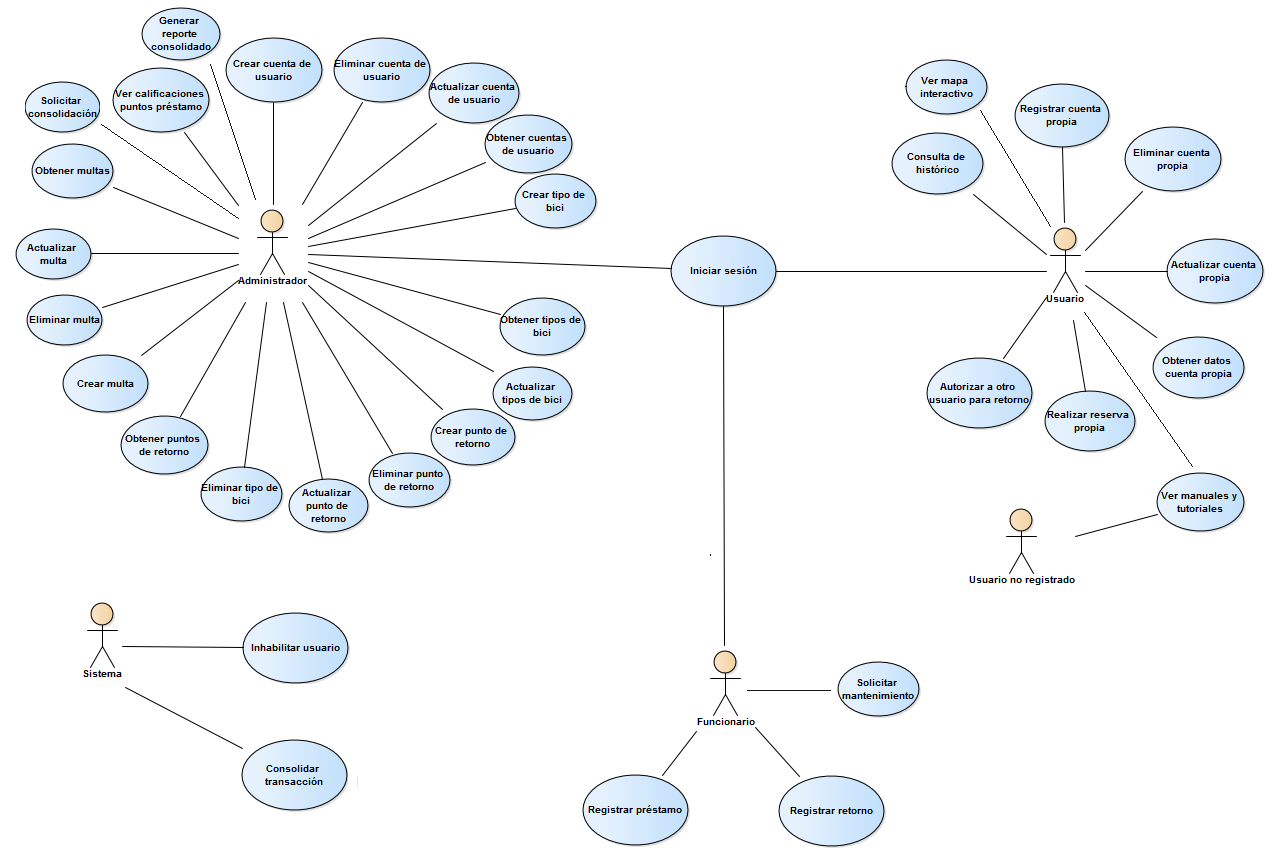 Generar
reporte
consolidado
Crear cuenta de
usuario
Eliminar cuenta de
usuario
Ver calificaciones
puntos préstamo
Actualizar cuenta
de usuario
Solicitar
consolidación
Obtener cuentas
de usuario
Obtener multas
Crear tipo de
bici
Actualizar
multa
Administrador
Eliminar multa
Obtener tipos de
bici
Crear multa
Actualizar
tipos de bici
Obtener puntos
de retorno
Crear punto de
retorno
Eliminar tipo de
bici
Actualizar
punto de
retorno
Eliminar punto
de retorno
Iniciar sesión
Ver mapa
interactivo
Registrar cuenta
propia
Consulta de
histórico
Eliminar cuenta
propia
Actualizar cuenta
propia
Usuario
Obtener datos
cuenta propia
Autorizar a otro
usuario para retorno
Realizar reserva
propia
Ver manuales y
tutoriales
Usuario no registrado
Sistema
Inhabilitar usuario
Consolidar
transacción
Funcionario
Solicitar
mantenimiento
Registrar préstamo
Registrar retorno